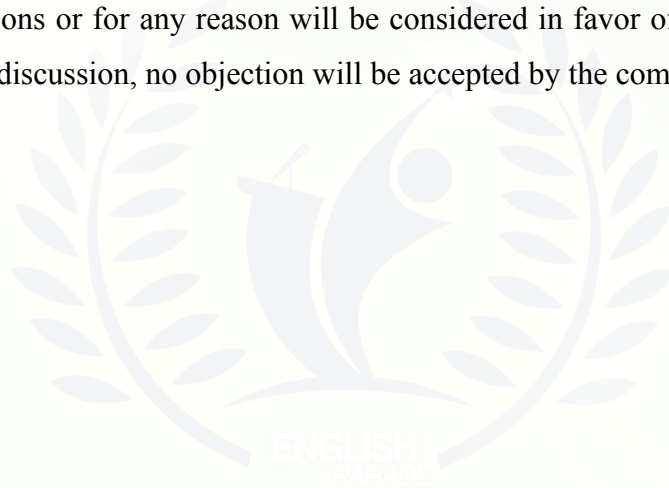 ons or for any reason will be considered in favor o
discussion, no objection will be accepted by the com
ENGLISH
PARADE